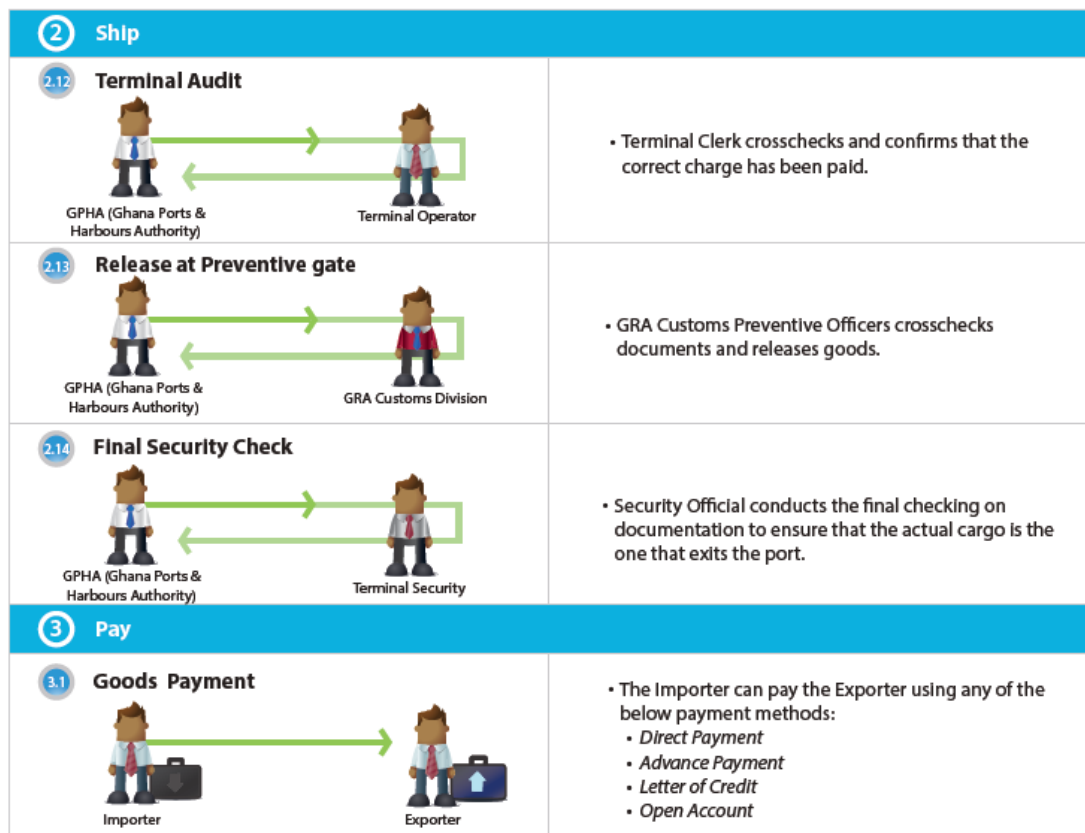 2 Ship
2.12 Terminal Audit
GPHA (Ghana Ports &
Harbours Authority)
Terminal Operator
• Terminal Clerk crosschecks and confirms that the
correct charge has been paid.
2.13 Release at Preventive gate
GPHA (Ghana Ports &
Harbours Authority)
GRA Customs Division
• GRA Customs Preventive Officers crosschecks
documents and releases goods.
2.14 Final Security Check
GPHA (Ghana Ports &
Harbours Authority)
Terminal Security
• Security Official conducts the final checking on
documentation to ensure that the actual cargo is the
one that exits the port.
3 Pay
3.1 Goods Payment
Importer
Exporter
• The Importer can pay the Exporter using any of the
below payment methods:
• Direct Payment
• Advance Payment
• Letter of Credit
• Open Account